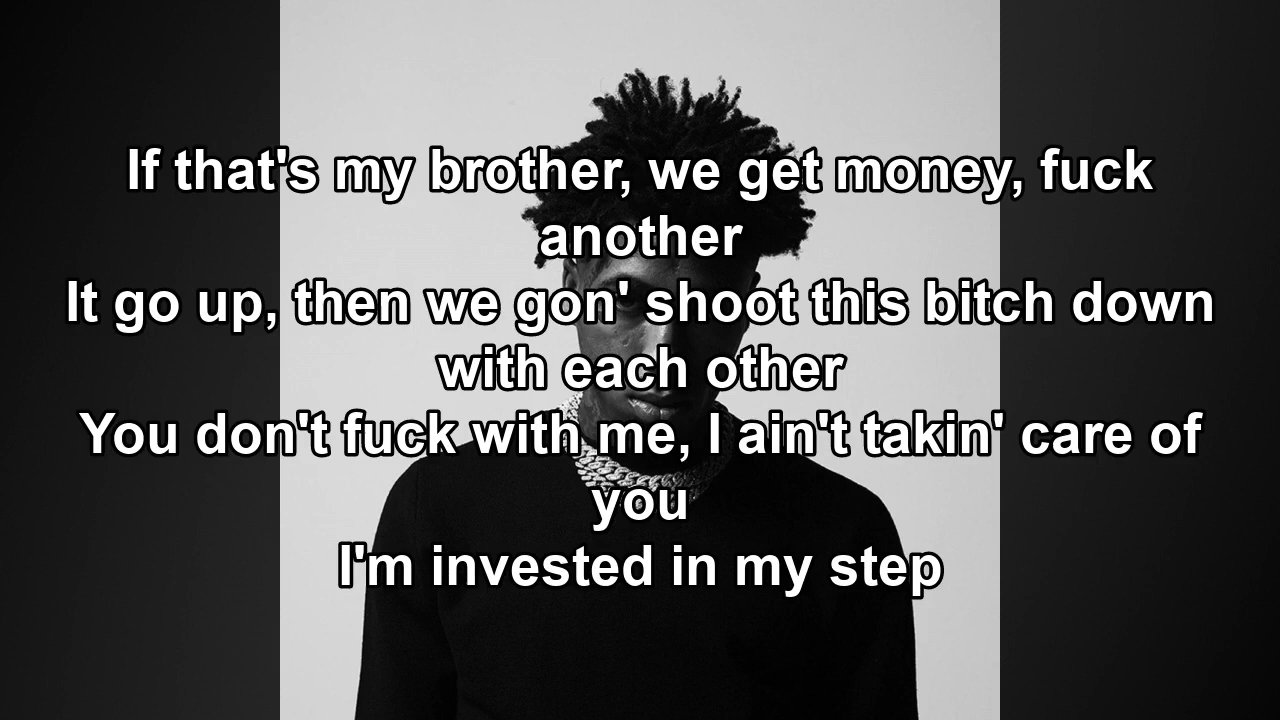 If that's my brother, we get money, fuck
another
It go up, then we gon' shoot this bitch down
with each other
You don't fuck with me, I ain't takin' care of
you
I'm invested in my step